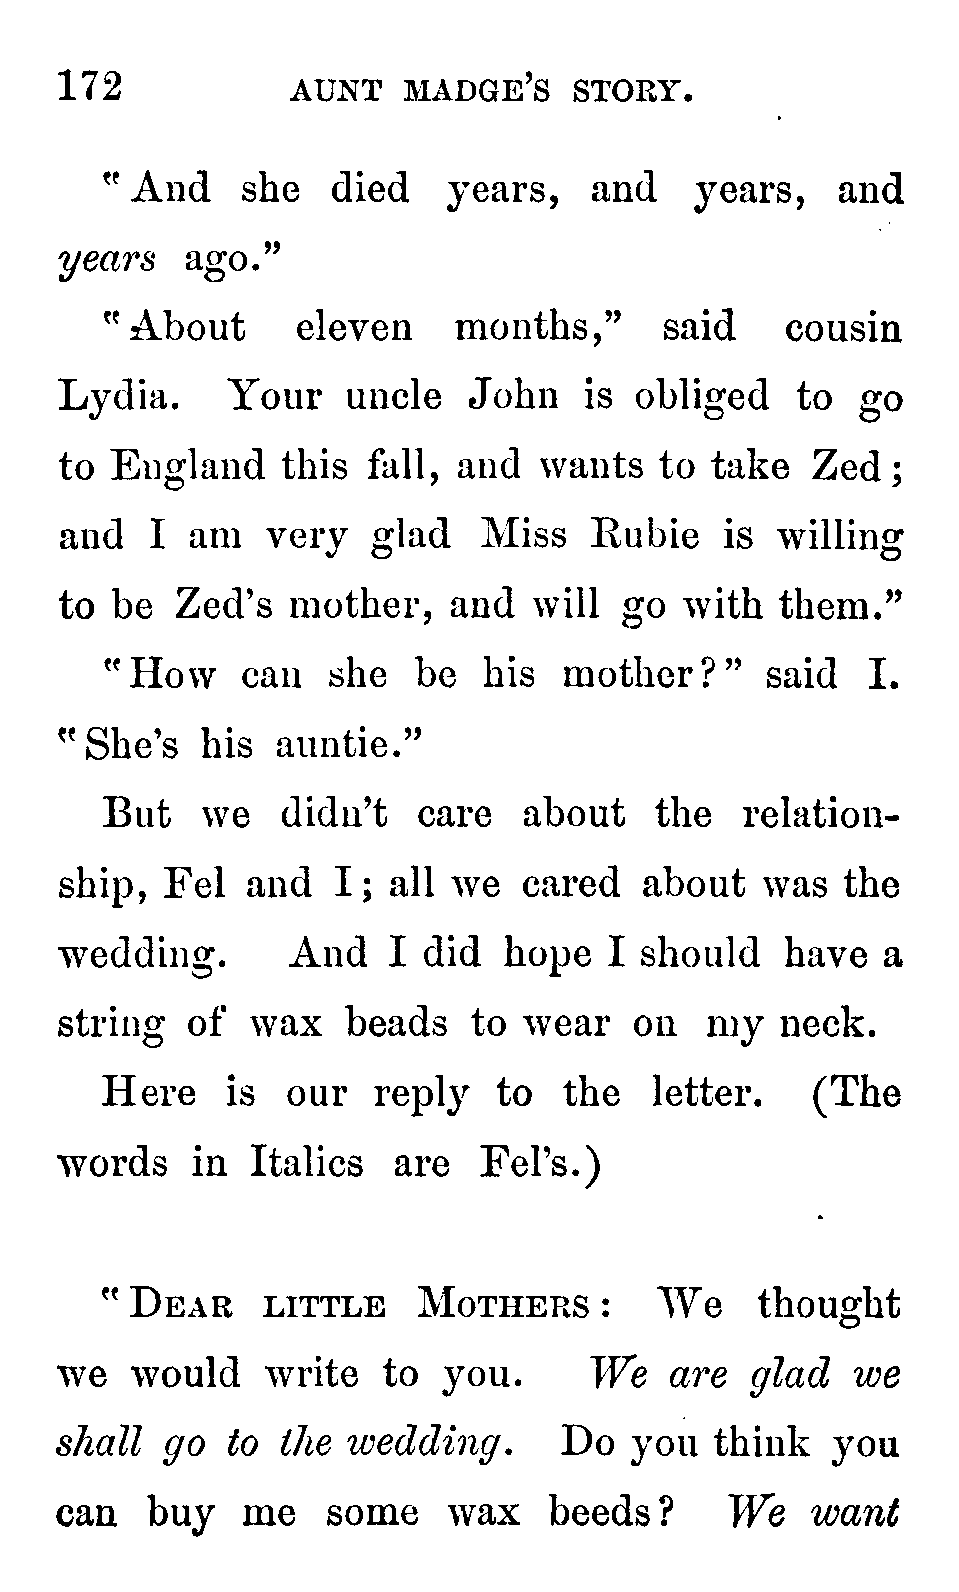 172 AUNT MADGE'S STORY.
"And she died years, and years, and
years ago."
"About eleven months," said cousin
Lydia. Your uncle John is obliged to go
to England this fall, and wants to take Zed;
and I am very glad Miss Rubie is willing
to be Zed's mother, and will go with them."
"How can she be his mother?" said I.
"She's his auntie."
But we didn't care about the relation-
ship, Fel and I; all we cared about was the
wedding. And I did hope I should have a
string of wax beads to wear on my neck.
Here is our reply to the letter. (The
words in Italics are Fel's.)
"DEAR LITTLE MOTHERS: We thought
we would write to you. We are glad we
shall go to the wedding. Do you think you
can buy me some wax beeds? We want